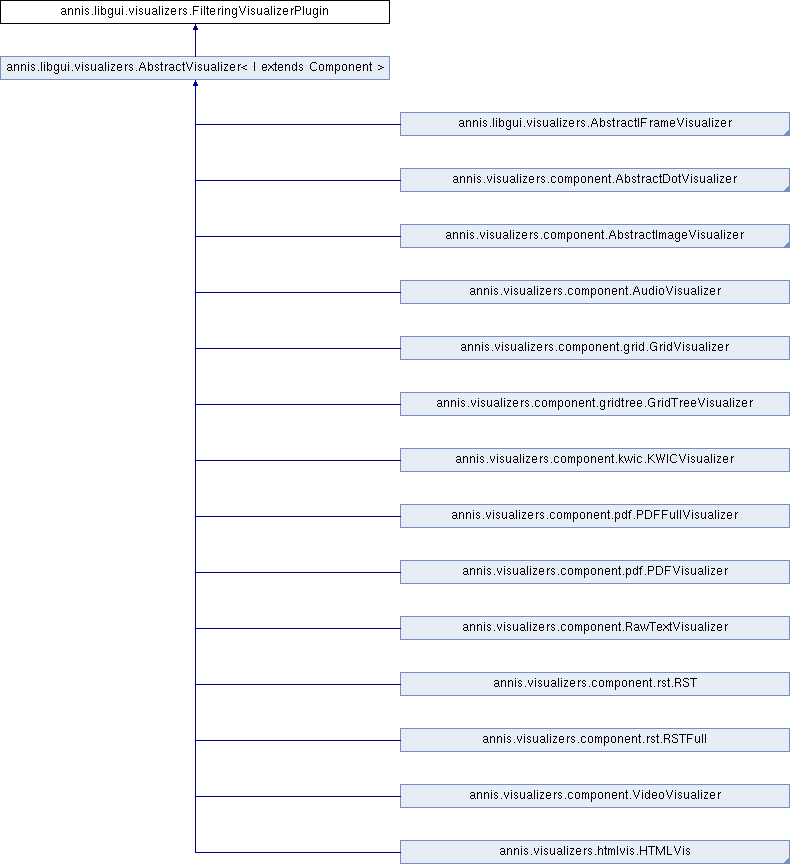 annis.libgui.visualizers.FilteringVisualizerPlugin
annis.libgui.visualizers.AbstractVisualizer< I extends Component >
annis.libgui.visualizers.AbstractIFrameVisualizer
annis.visualizers.component.AbstractDotVisualizer
annis.visualizers.component.AbstractImageVisualizer
annis.visualizers.component.AudioVisualizer
annis.visualizers.component.grid.GridVisualizer
annis.visualizers.component.gridtree.GridTreeVisualizer
annis.visualizers.component.kwic.KWICVisualizer
annis.visualizers.component.pdf.PDFFullVisualizer
annis.visualizers.component.pdf.PDFVisualizer
annis.visualizers.component.RawTextVisualizer
annis.visualizers.component.rst.RST
annis.visualizers.component.rst.RSTFull
annis.visualizers.component.VideoVisualizer
annis.visualizers.htmlvis.HTMLVis